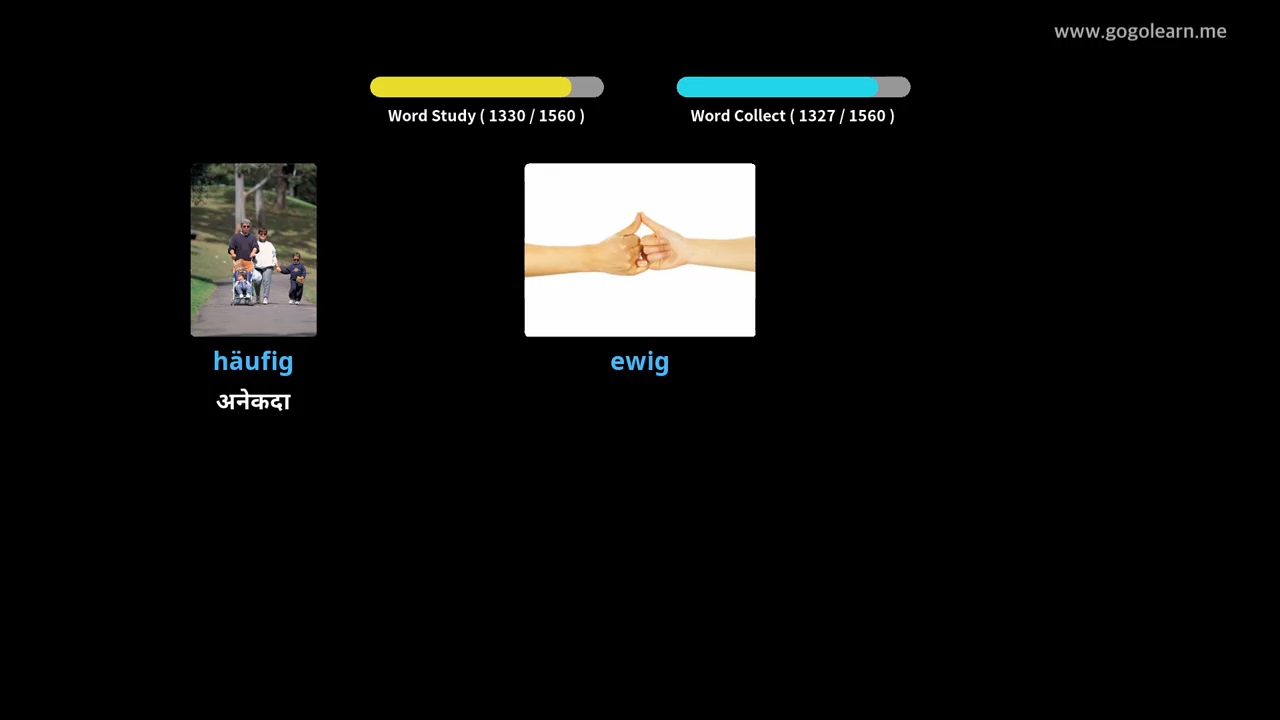 www.gogolearn.me
Word Study ( 1330 / 1560 )
Word Collect ( 1327 / 1560 )
häufig
ewig
अनेकदा